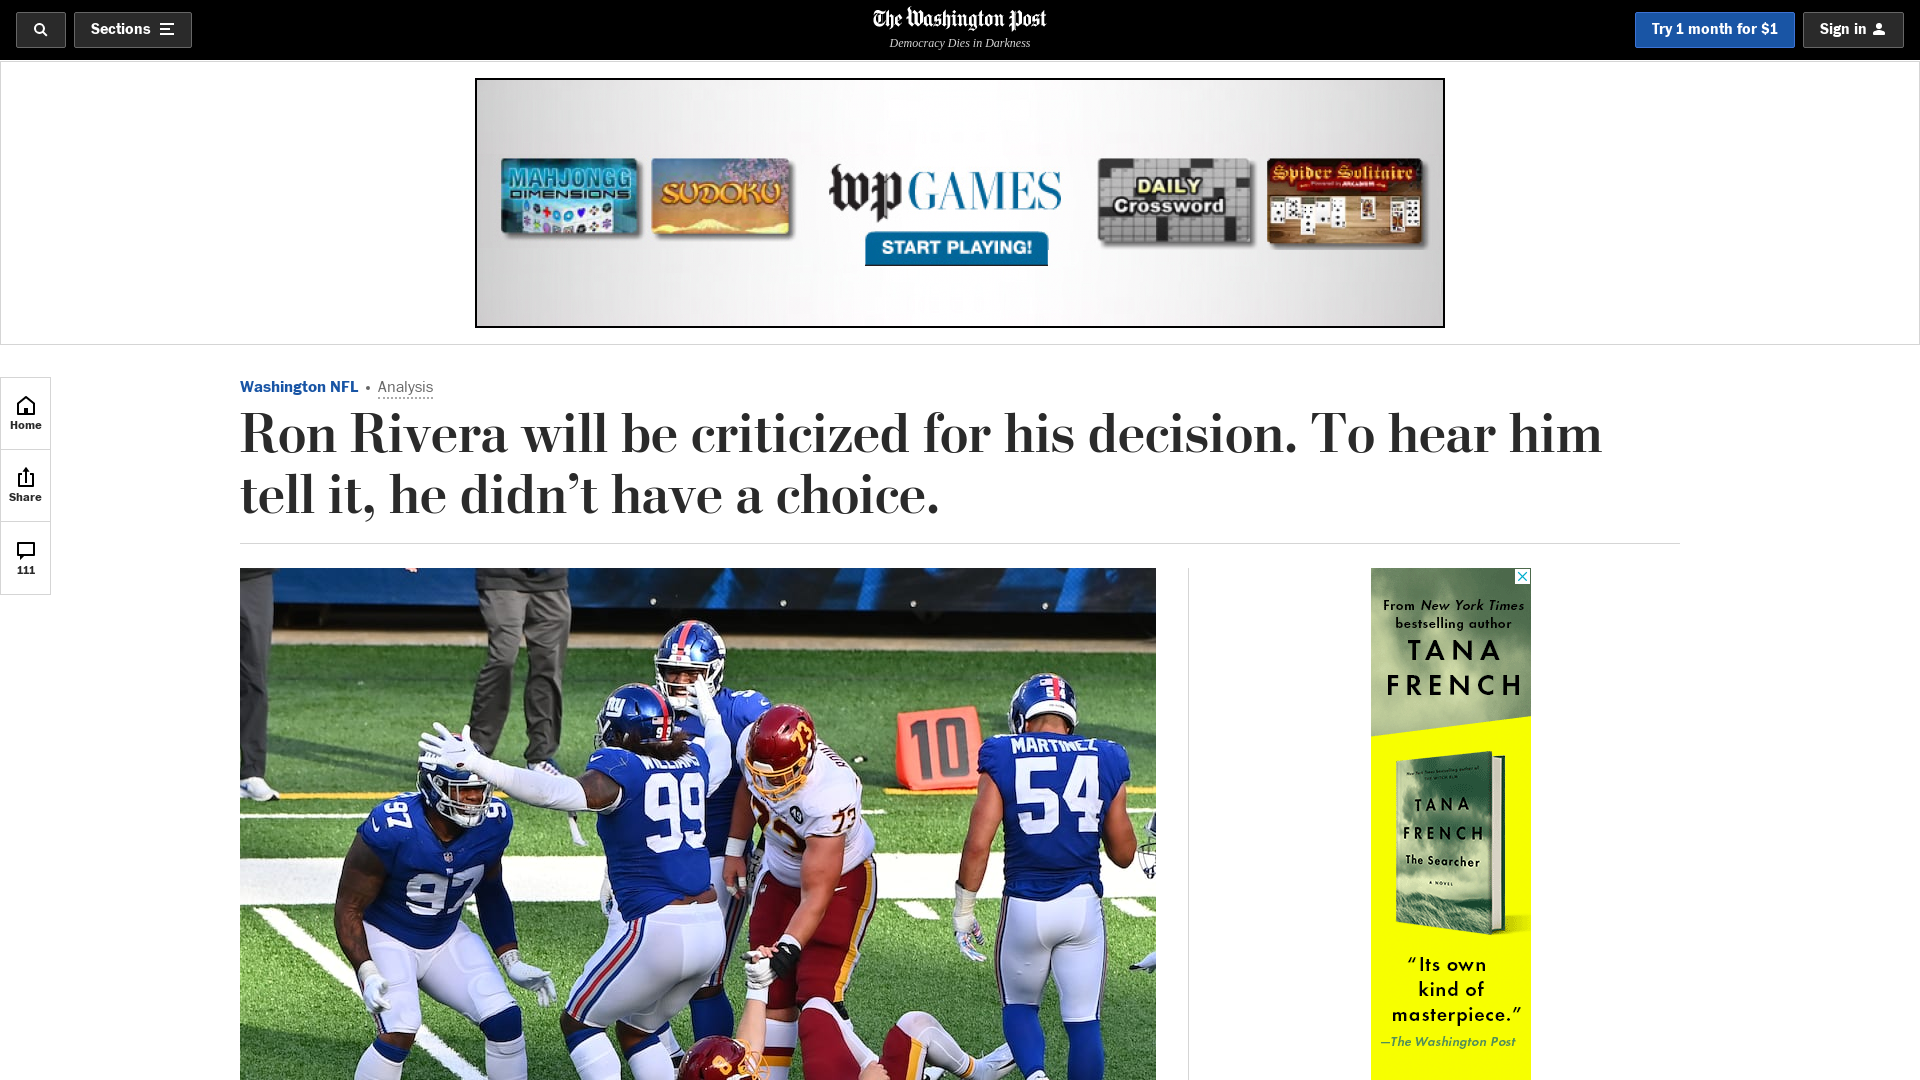 Sections
The Washington Post
Democracy Dies in Darkness
Try 1 month for $1
Sign in
MAHJONGG
DIMENSIONS
SUDOKU
wp GAMES
START PLAYING!
DAILY
Crossword
Spider Solitaire
Home
Share
111
Washington NFL • Analysis
Ron Rivera will be criticized for his decision. To hear him
tell it, he didn’t have a choice.
10
MARTINEZ
54
WILLIAMS
99
97
73
73
8
From New York Times
bestselling author
TANA
FRENCH
TANA
FRENCH
The Searcher
A NOVEL
“Its own
kind of
masterpiece.”
—The Washington Post